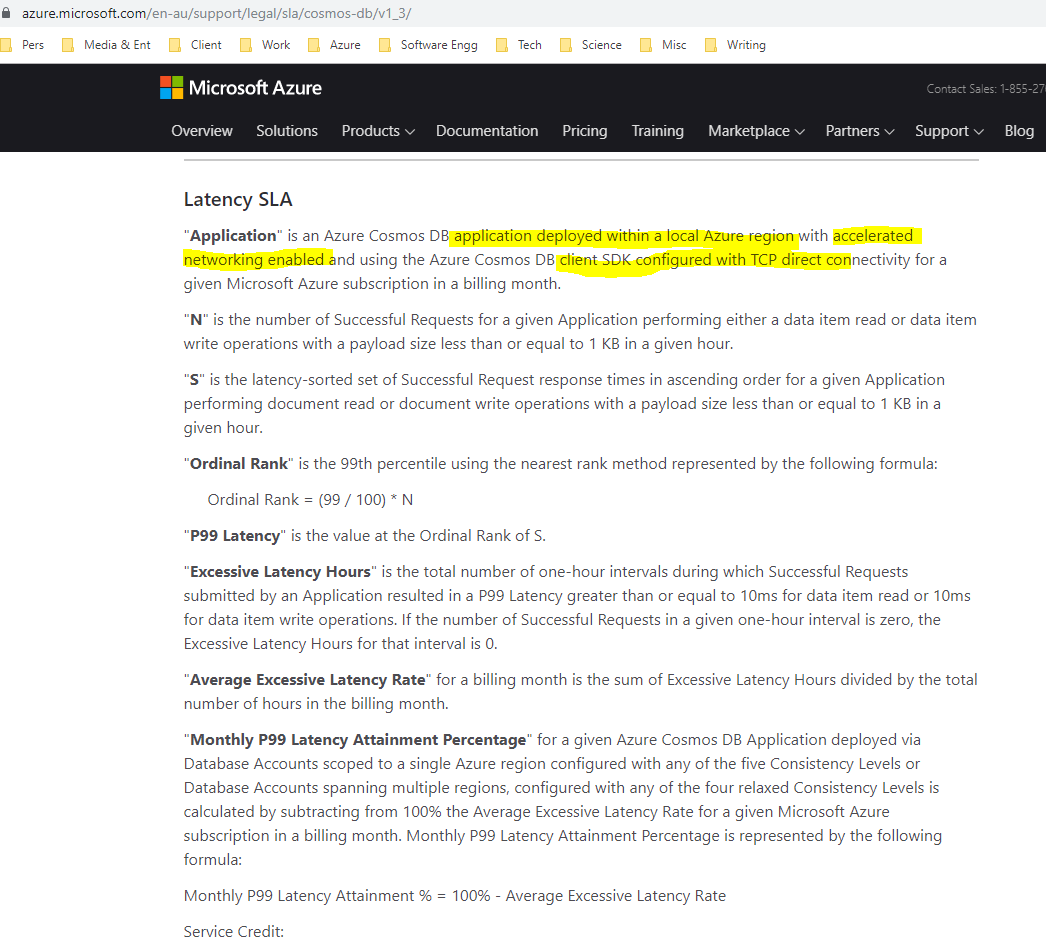 azure.microsoft.com/en-au/support/legal/sla/cosmos-db/v1_3/
Pers Media & Ent Client Work Azure Software Engg Tech Science Misc Writing
Microsoft Azure
Contact Sales: 1-855-27
Overview Solutions Products Documentation Pricing Training Marketplace Partners Support Blog
Latency SLA
"Application" is an Azure Cosmos DB application deployed within a local Azure region with accelerated
networking enabled and using the Azure Cosmos DB client SDK configured with TCP direct connectivity for a
given Microsoft Azure subscription in a billing month.
"N" is the number of Successful Requests for a given Application performing either a data item read or data item
write operations with a payload size less than or equal to 1 KB in a given hour.
"S" is the latency-sorted set of Successful Request response times in ascending order for a given Application
performing document read or document write operations with a payload size less than or equal to 1 KB in a
given hour.
"Ordinal Rank" is the 99th percentile using the nearest rank method represented by the following formula:
Ordinal Rank = (99 / 100) * N
"P99 Latency" is the value at the Ordinal Rank of S.
"Excessive Latency Hours" is the total number of one-hour intervals during which Successful Requests
submitted by an Application resulted in a P99 Latency greater than or equal to 10ms for data item read or 10ms
for data item write operations. If the number of Successful Requests in a given one-hour interval is zero, the
Excessive Latency Hours for that interval is 0.
"Average Excessive Latency Rate" for a billing month is the sum of Excessive Latency Hours divided by the total
number of hours in the billing month.
"Monthly P99 Latency Attainment Percentage" for a given Azure Cosmos DB Application deployed via
Database Accounts scoped to a single Azure region configured with any of the five Consistency Levels or
Database Accounts spanning multiple regions, configured with any of the four relaxed Consistency Levels is
calculated by subtracting from 100% the Average Excessive Latency Rate for a given Microsoft Azure
subscription in a billing month. Monthly P99 Latency Attainment Percentage is represented by the following
formula:
Monthly P99 Latency Attainment % = 100% - Average Excessive Latency Rate
Service Credit: